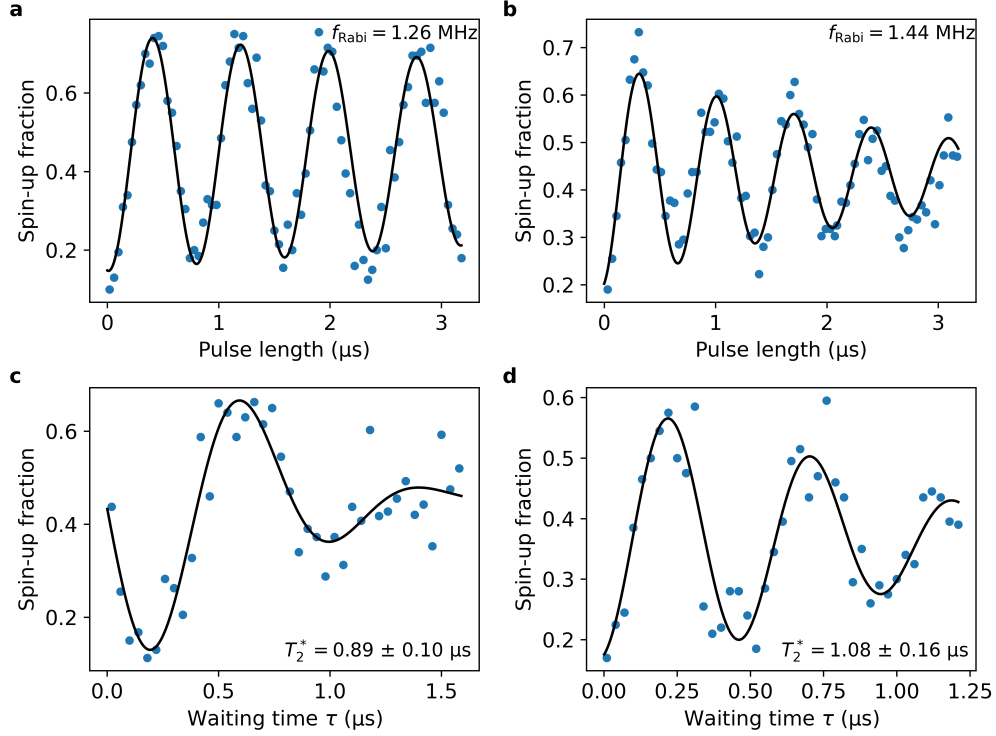 a
f_Rabi = 1.26 MHz
Spin-up fraction
0.6
0.4
0.2
0
1
2
3
Pulse length (μs)
b
f_Rabi = 1.44 MHz
Spin-up fraction
0.7
0.6
0.5
0.4
0.3
0.2
0
1
2
3
Pulse length (μs)
c
Spin-up fraction
0.6
0.4
0.2
T_2^* = 0.89 ± 0.10 μs
0.0
0.5
1.0
1.5
Waiting time τ (μs)
d
Spin-up fraction
0.6
0.5
0.4
0.3
0.2
T_2^* = 1.08 ± 0.16 μs
0.00
0.25
0.50
0.75
1.00
1.25
Waiting time τ (μs)